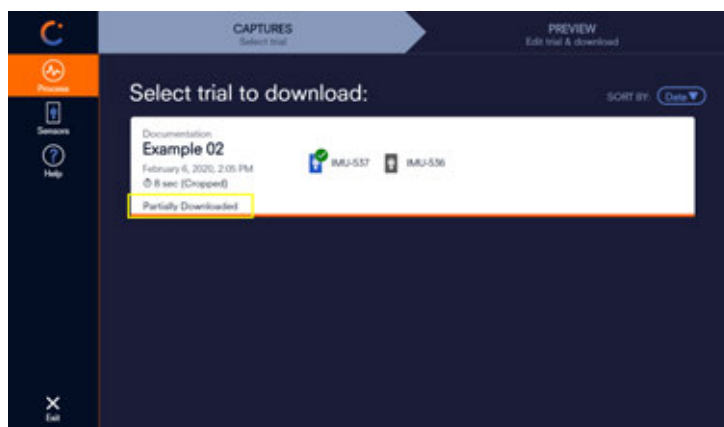 CAPTURES
Select trial
PREVIEW
Edit trial & download
Process
Sensors
Help
Exit
Select trial to download:
SORT BY: Date
Documentation
Example 02
February 6, 2020, 2:05 PM
8 sec (Cropped)
Partially Downloaded
IMU-537
IMU-536